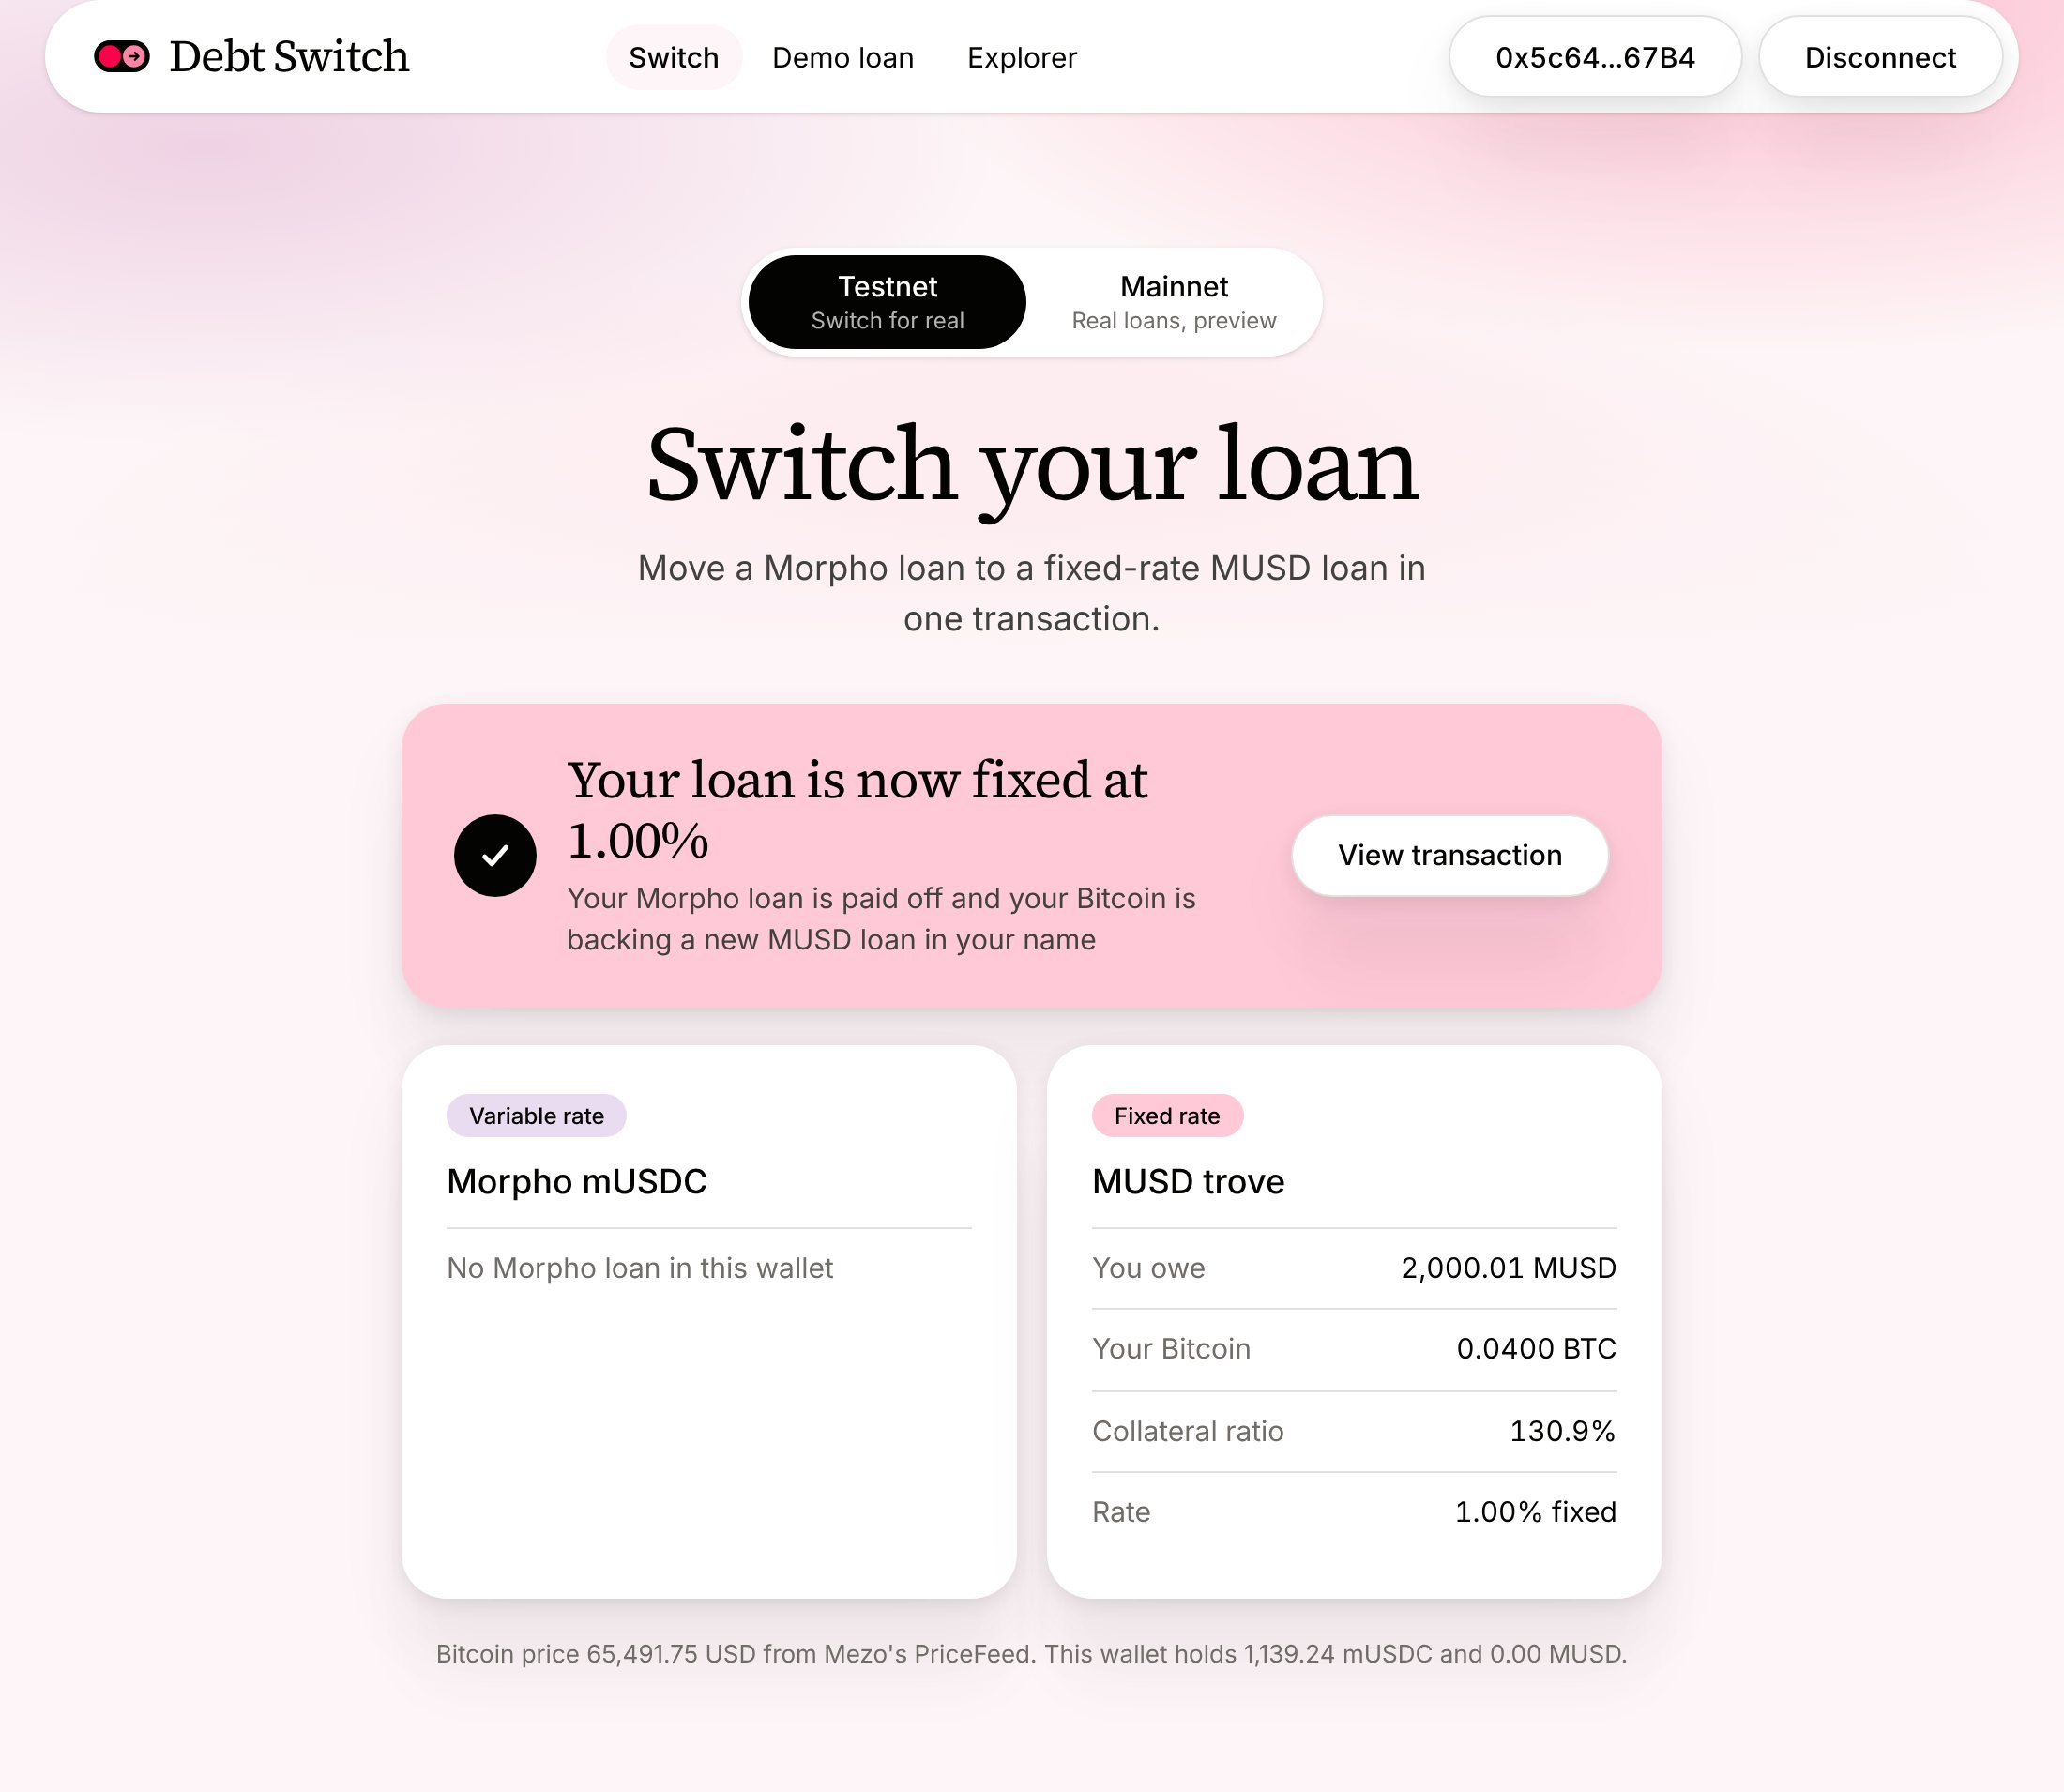 Debt Switch
Switch
Demo loan
Explorer
0x5c64...67B4
Disconnect
Testnet
Switch for real
Mainnet
Real loans, preview
Switch your loan
Move a Morpho loan to a fixed-rate MUSD loan in
one transaction.
Your loan is now fixed at
1.00%
Your Morpho loan is paid off and your Bitcoin is
backing a new MUSD loan in your name
View transaction
Variable rate
Morpho mUSDC
No Morpho loan in this wallet
Fixed rate
MUSD trove
You owe 2,000.01 MUSD
Your Bitcoin 0.0400 BTC
Collateral ratio 130.9%
Rate 1.00% fixed
Bitcoin price 65,491.75 USD from Mezo's PriceFeed. This wallet holds 1,139.24 mUSDC and 0.00 MUSD.